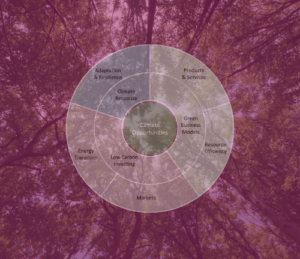 Adaptation
& Resilience
Products
& Services
Climate
Resilience
Climate
Opportunities
Green
Business
Models
Resource
Efficiency
Energy
Transition
Low Carbon
Investing
Markets